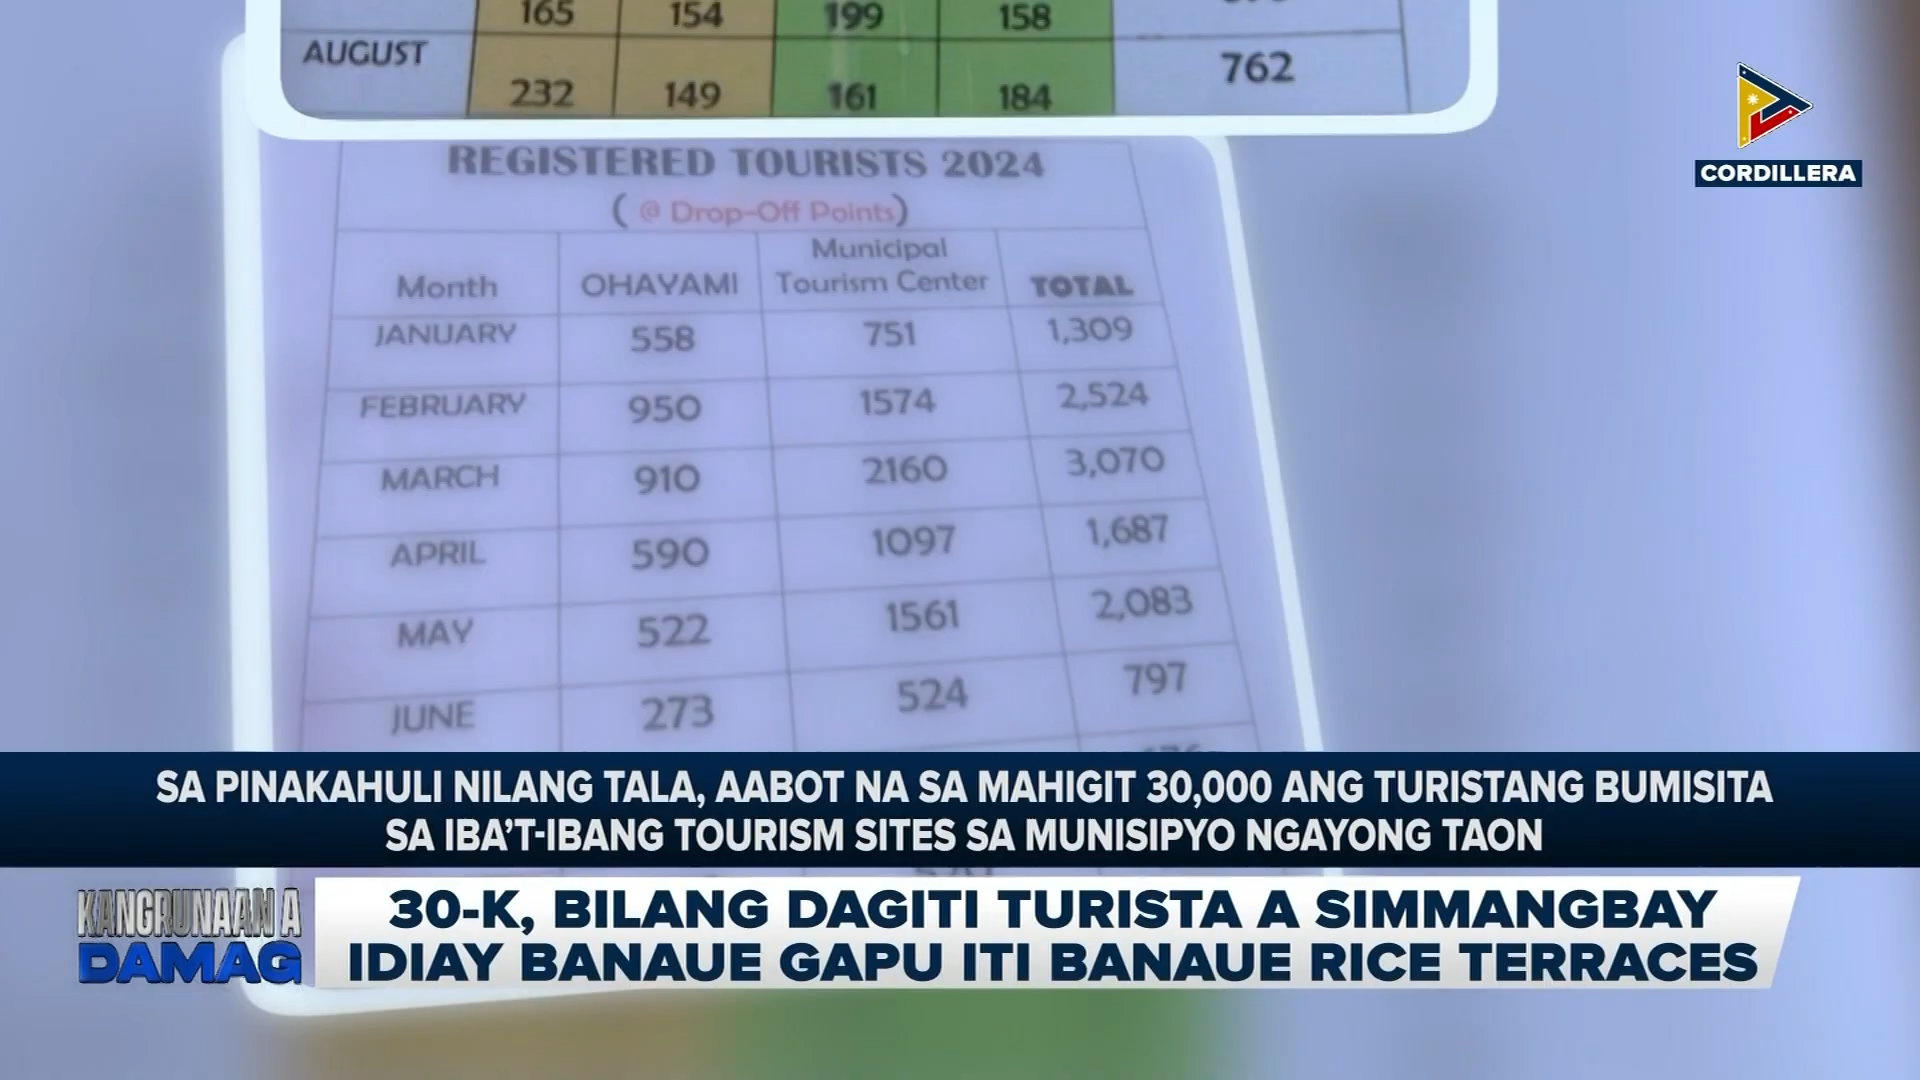 165 154 199 158
AUGUST 762
232 149 161 184
CORDILLERA
REGISTERED TOURISTS 2024
( @ Drop-Off Points)
Month OHAYAMI Municipal Tourism Center TOTAL
JANUARY 558 751 1,309
FEBRUARY 950 1574 2,524
MARCH 910 2160 3,070
APRIL 590 1097 1,687
MAY 522 1561 2,083
JUNE 273 524 797
SA PINAKAHULI NILANG TALA, AABOT NA SA MAHIGIT 30,000 ANG TURISTANG BUMISITA
SA IBA'T-IBANG TOURISM SITES SA MUNISIPYO NGAYONG TAON
KANGRUNAAN A
DAMAG
30-K, BILANG DAGITI TURISTA A SIMMANGBAY
IDIAY BANAUE GAPU ITI BANAUE RICE TERRACES